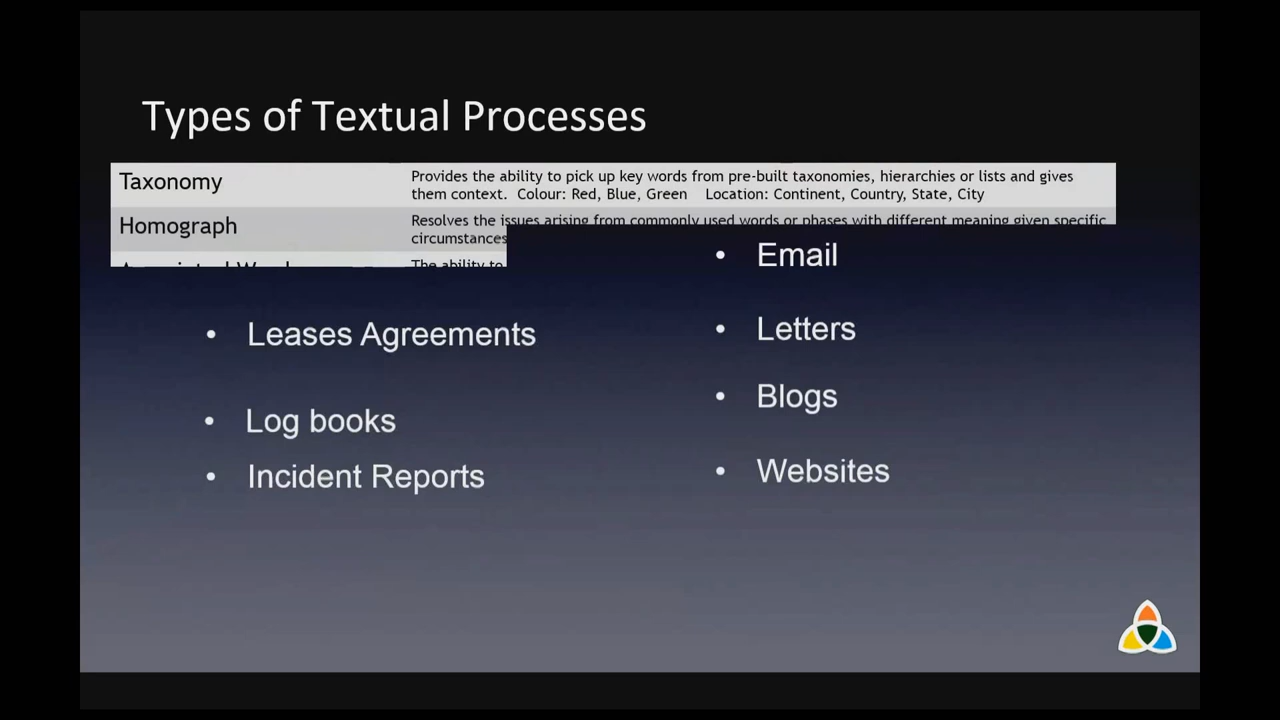 Types of Textual Processes
Taxonomy
Provides the ability to pick up key words from pre-built taxonomies, hierarchies or lists and gives
them context. Colour: Red, Blue, Green Location: Continent, Country, State, City
Homograph
Resolves the issues arising from commonly used words or phases with different meaning given specific
circumstances
The ability to
• Leases Agreements
• Log books
• Incident Reports
• Email
• Letters
• Blogs
• Websites